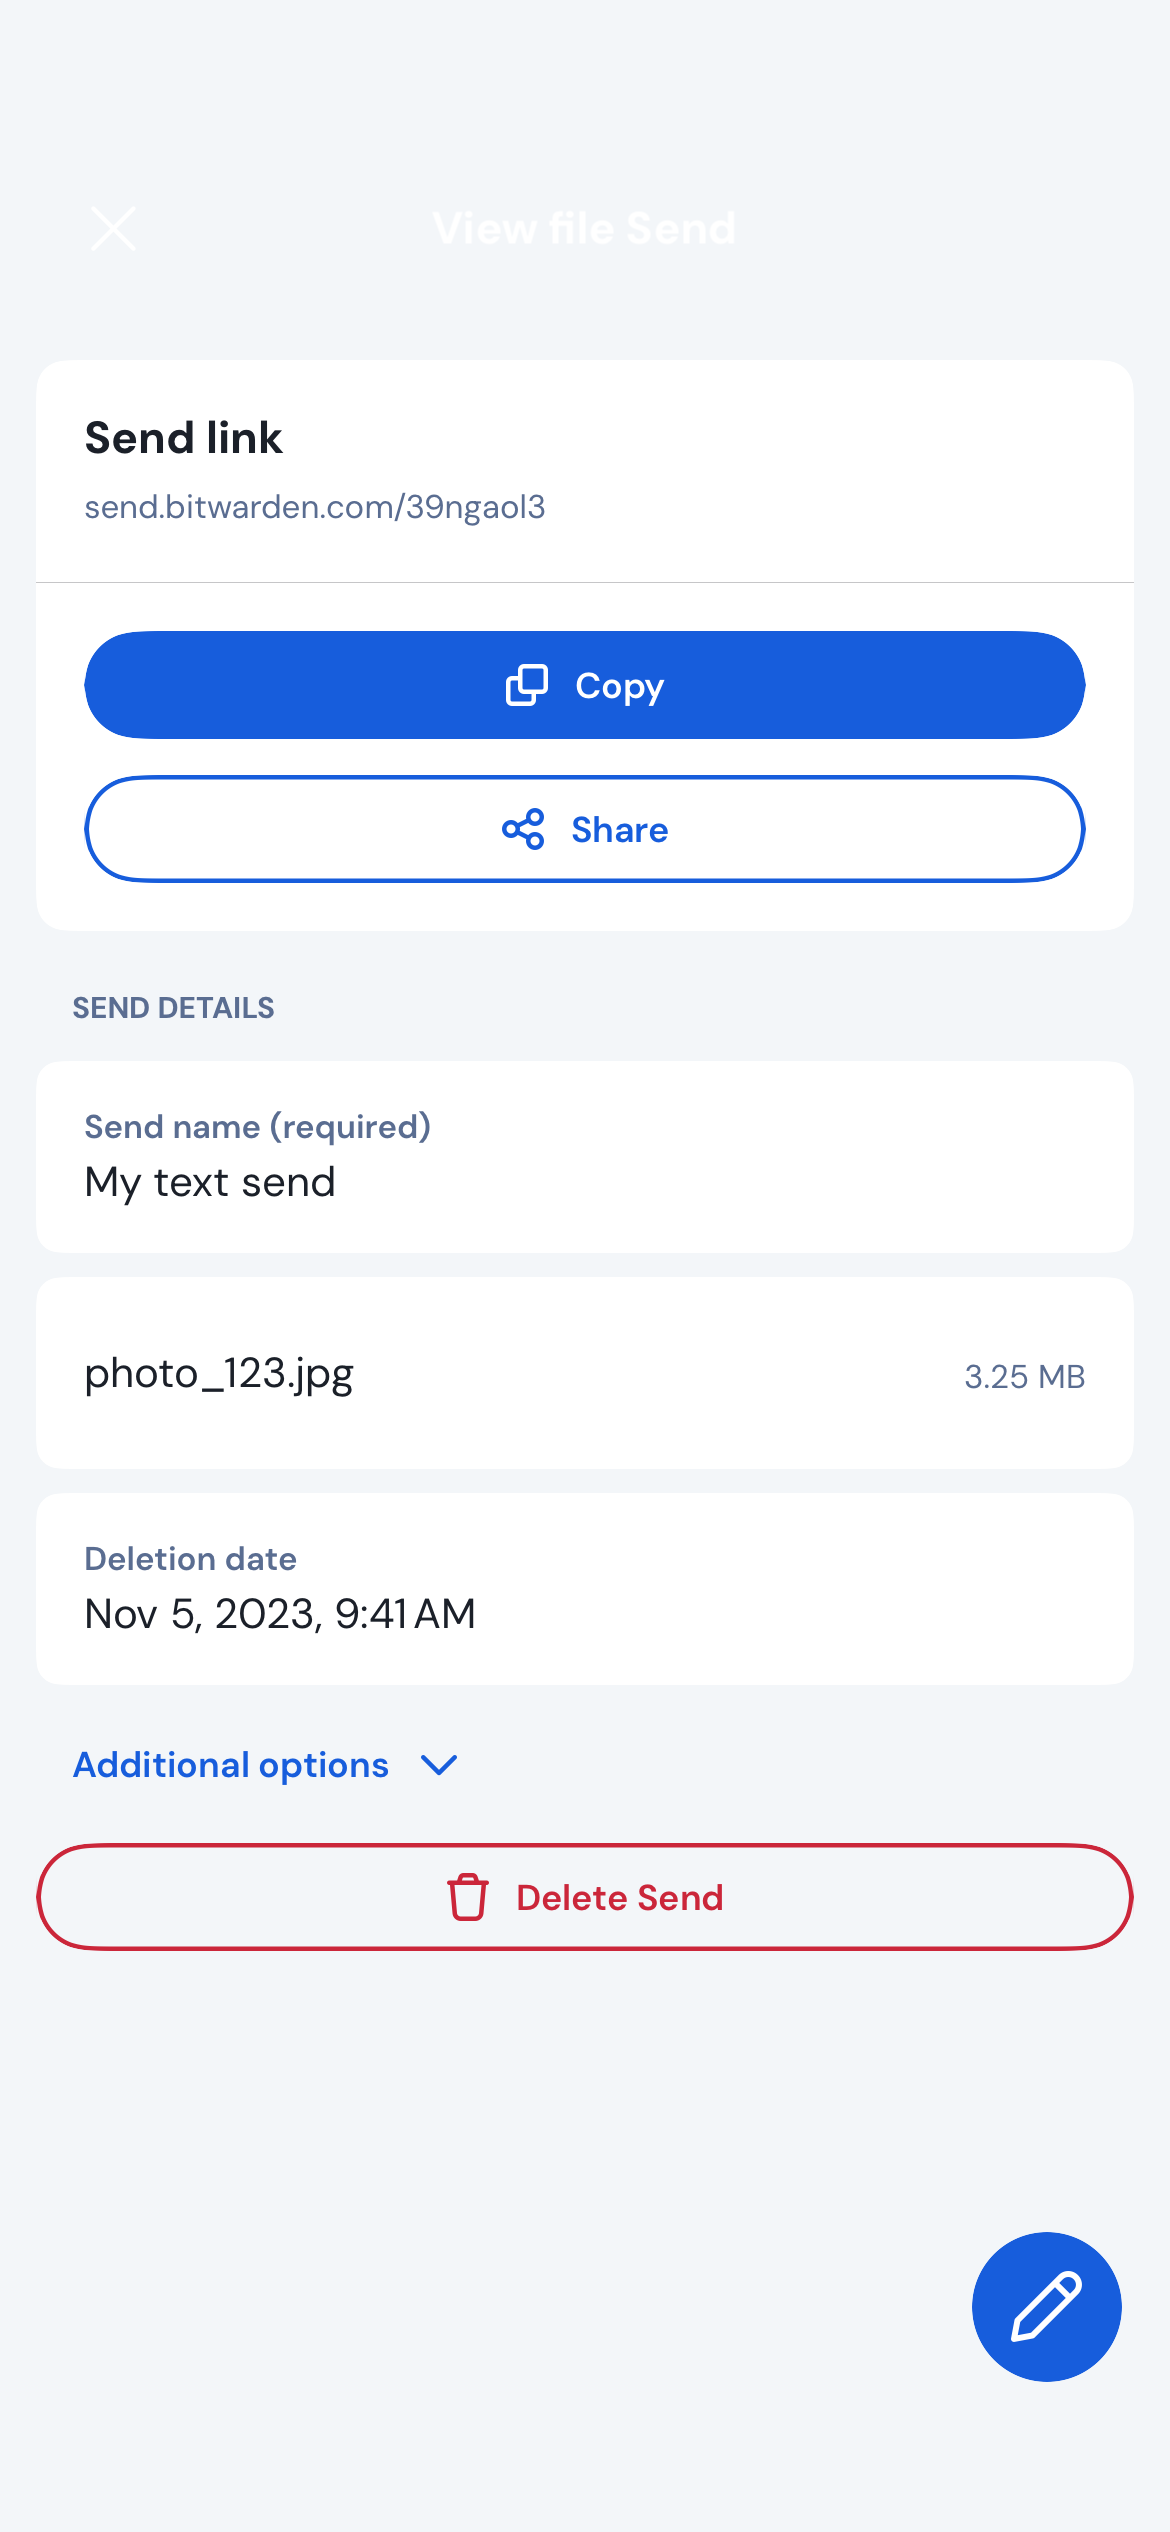 View file Send
Send link
send.bitwarden.com/39ngaol3
Copy
Share
SEND DETAILS
Send name (required)
My text send
photo_123.jpg
3.25 MB
Deletion date
Nov 5, 2023, 9:41 AM
Additional options
Delete Send